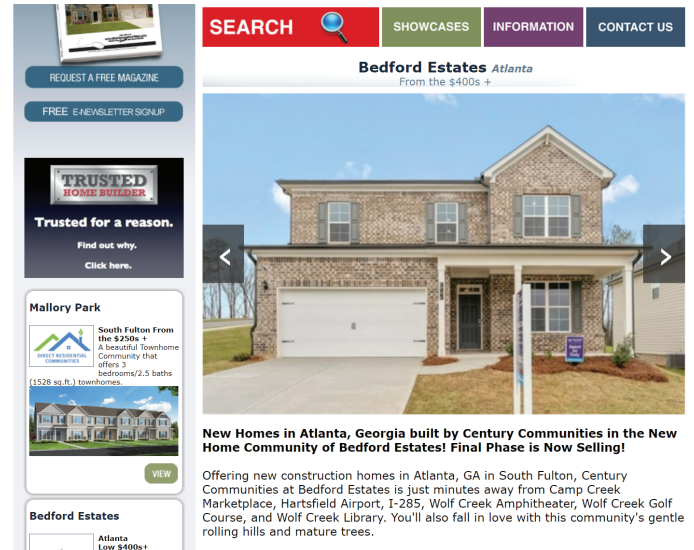 SEARCH
SHOWCASES
INFORMATION
CONTACT US
REQUEST A FREE MAGAZINE
FREE E-NEWSLETTER SIGNUP
TRUSTED
HOME BUILDER
Trusted for a reason.
Find out why.
Click here.
Mallory Park
DIRECT RESIDENTIAL
COMMUNITIES
South Fulton From
the $250s +
A beautiful Townhome
Community that
offers 3
bedrooms/2.5 baths
(1528 sq.ft.) townhomes.
VIEW
Bedford Estates
Atlanta
Low $400s+
Bedford Estates Atlanta
From the $400s +
<
>
New Homes in Atlanta, Georgia built by Century Communities in the New
Home Community of Bedford Estates! Final Phase is Now Selling!
Offering new construction homes in Atlanta, GA in South Fulton, Century
Communities at Bedford Estates is just minutes away from Camp Creek
Marketplace, Hartsfield Airport, I-285, Wolf Creek Amphitheater, Wolf Creek Golf
Course, and Wolf Creek Library. You'll also fall in love with this community's gentle
rolling hills and mature trees.